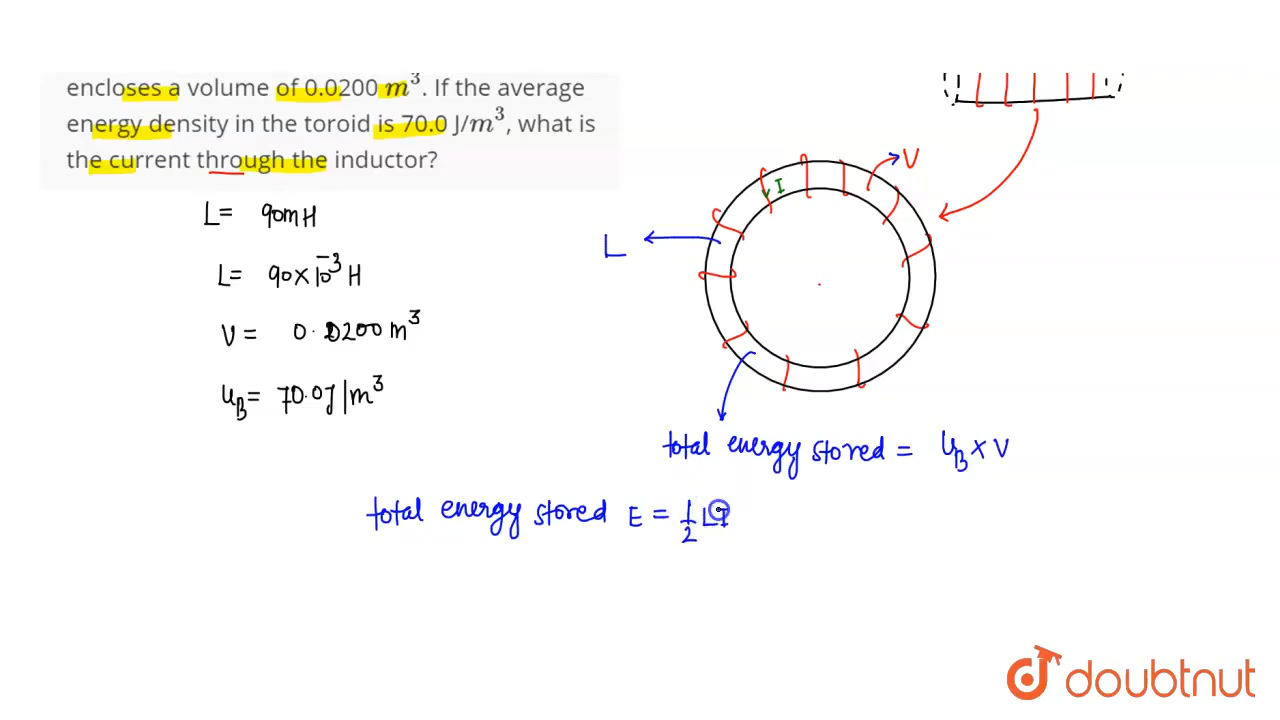 encloses a volume of 0.0200 m³. If the average
energy density in the toroid is 70.0 J/m³, what is
the current through the inductor?
L= 90mH
L= 90×10⁻³ H
V= 0.0200 m³
u_B= 70.0J/m³
V
I
L
total energy stored = u_B × V
total energy stored E = 1/2 LI
doubtnut